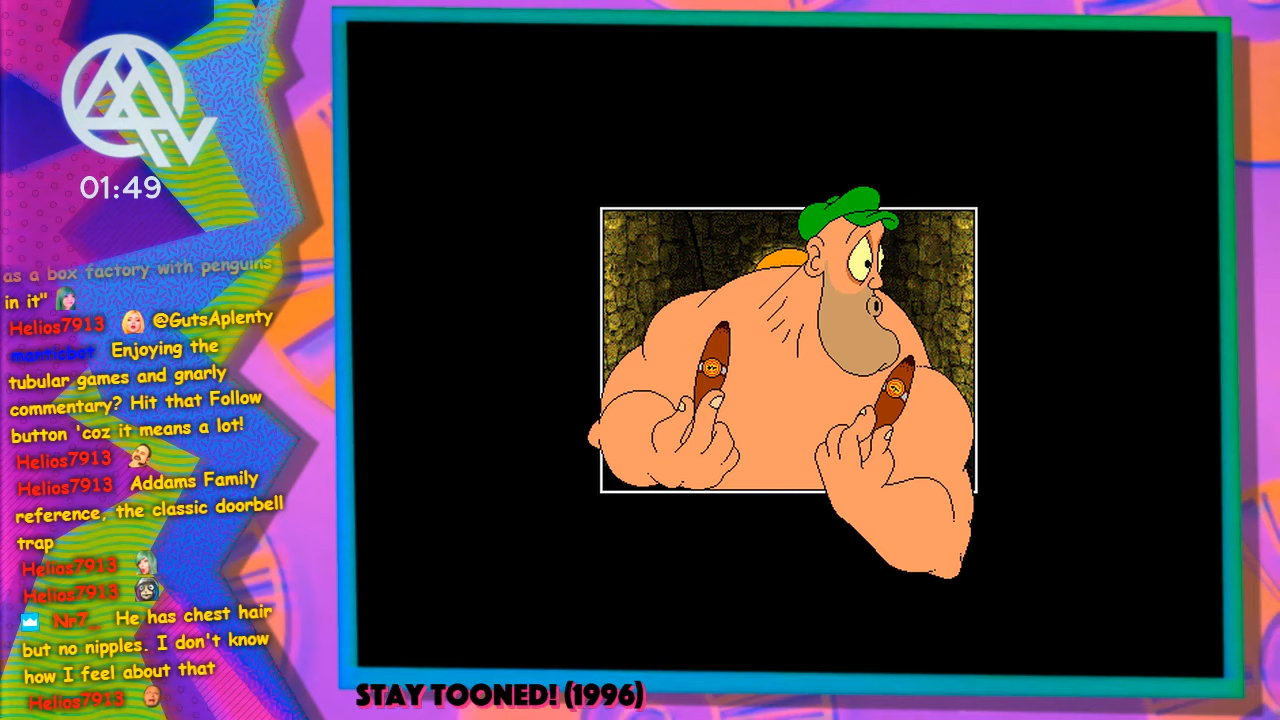 01:49
as a box factory with penguins
in it"
Helios7913 @GutsAplenty
manticbot Enjoying the
tubular games and gnarly
commentary? Hit that Follow
button 'coz it means a lot!
Helios7913
Helios7913 Addams Family
reference, the classic doorbell
trap
Helios7913
Helios7913
Nr7_ He has chest hair
but no nipples. I don't know
how I feel about that
Helios7913
STAY TOONED! (1996)